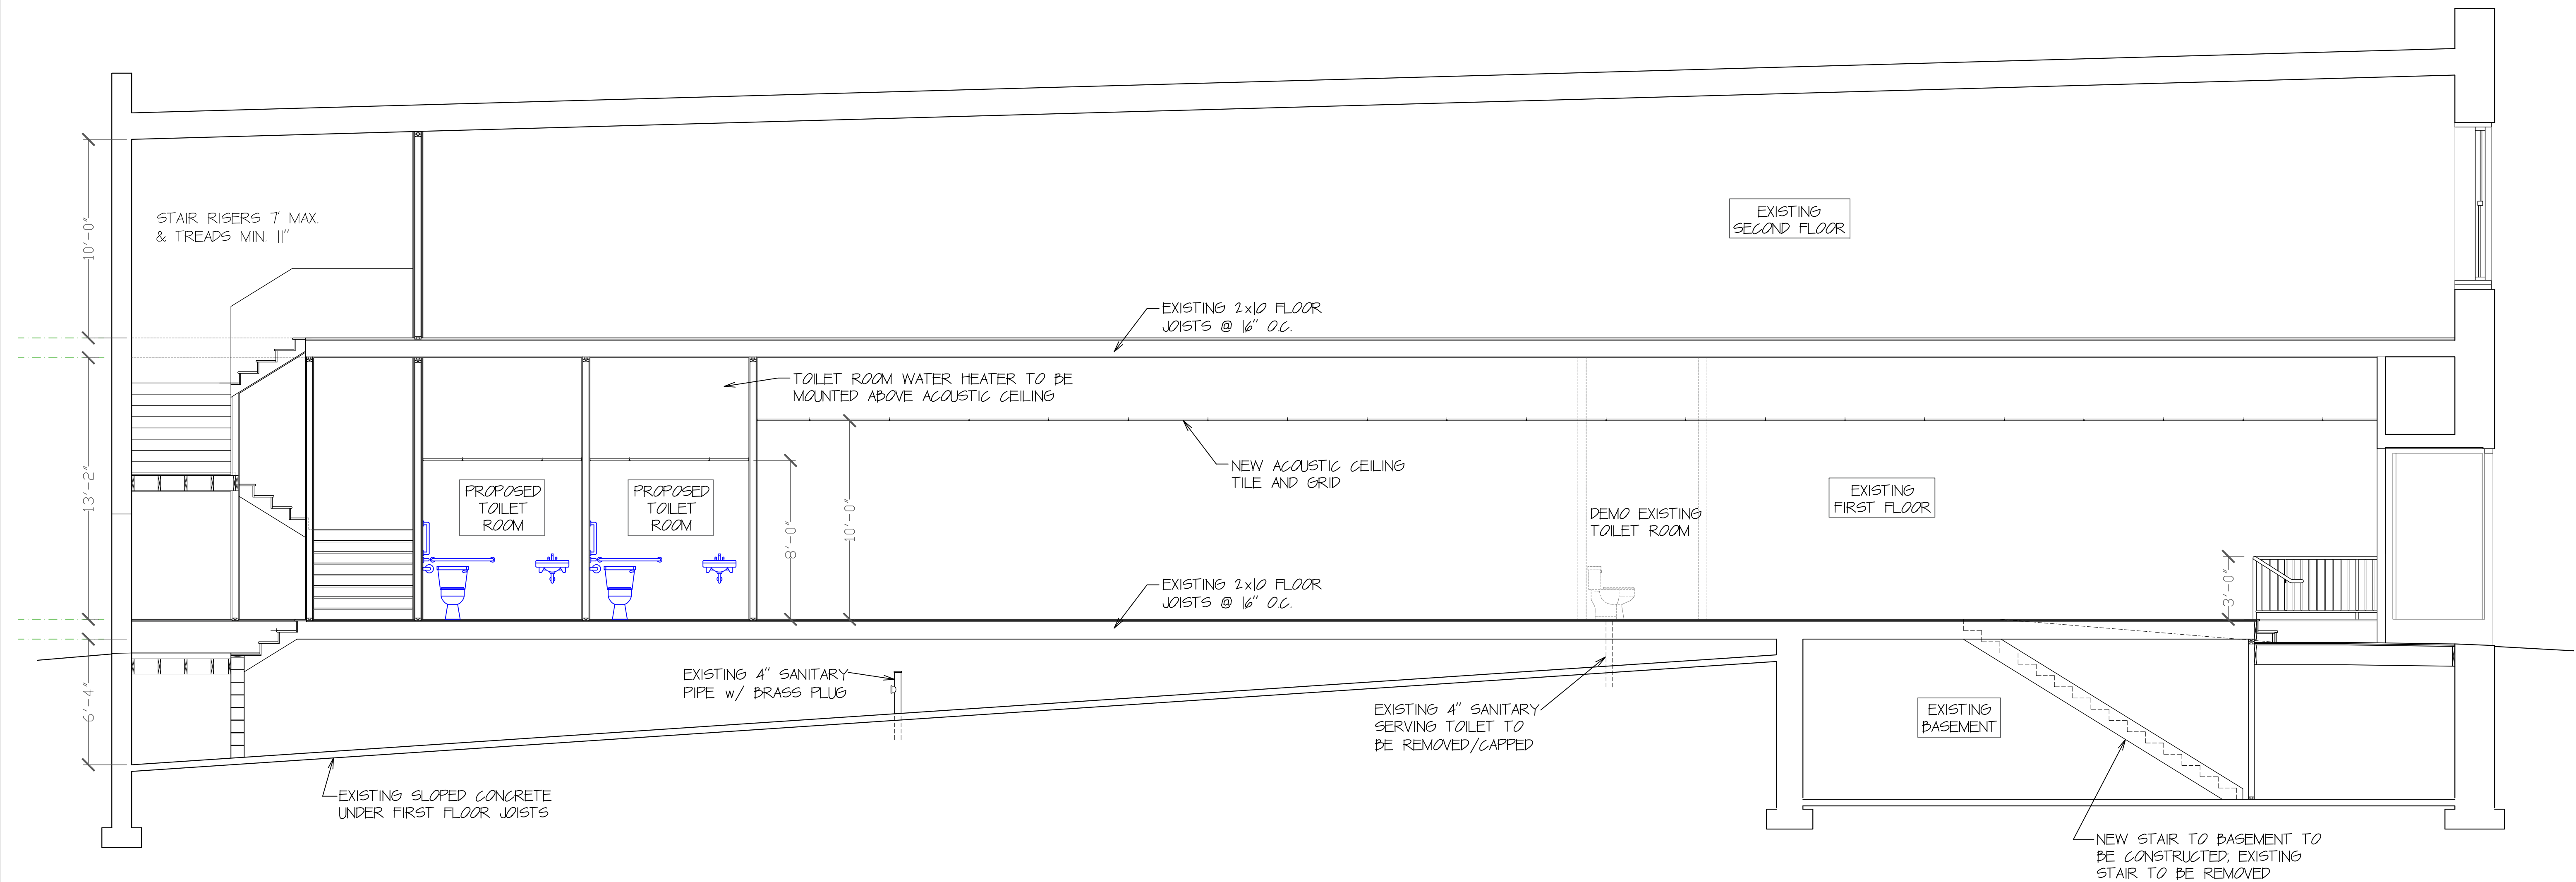 STAIR RISERS 7' MAX.
& TREADS MIN. 11"
10'-0"
EXISTING
SECOND FLOOR
EXISTING 2x10 FLOOR
JOISTS @ 16" O.C.
TOILET ROOM WATER HEATER TO BE
MOUNTED ABOVE ACOUSTIC CEILING
13'-2"
NEW ACOUSTIC CEILING
TILE AND GRID
PROPOSED
TOILET
ROOM
PROPOSED
TOILET
ROOM
8'-0"
10'-0"
DEMO EXISTING
TOILET ROOM
EXISTING
FIRST FLOOR
3'-0"
EXISTING 2x10 FLOOR
JOISTS @ 16" O.C.
6'-4"
EXISTING 4" SANITARY
PIPE w/ BRASS PLUG
EXISTING 4" SANITARY
SERVING TOILET TO
BE REMOVED/CAPPED
EXISTING
BASEMENT
EXISTING SLOPED CONCRETE
UNDER FIRST FLOOR JOISTS
NEW STAIR TO BASEMENT TO
BE CONSTRUCTED; EXISTING
STAIR TO BE REMOVED